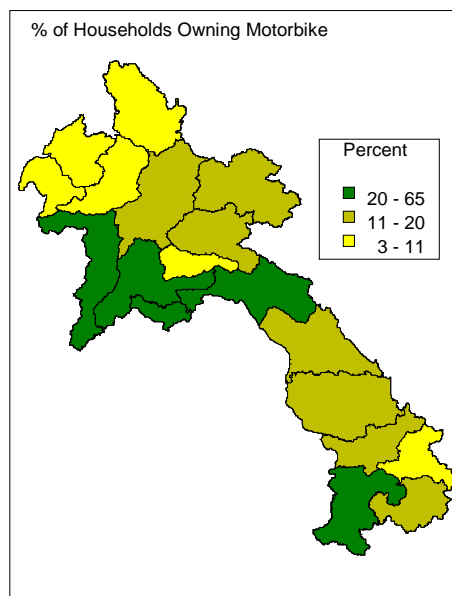 % of Households Owning Motorbike
Percent
20 - 65
11 - 20
3 - 11